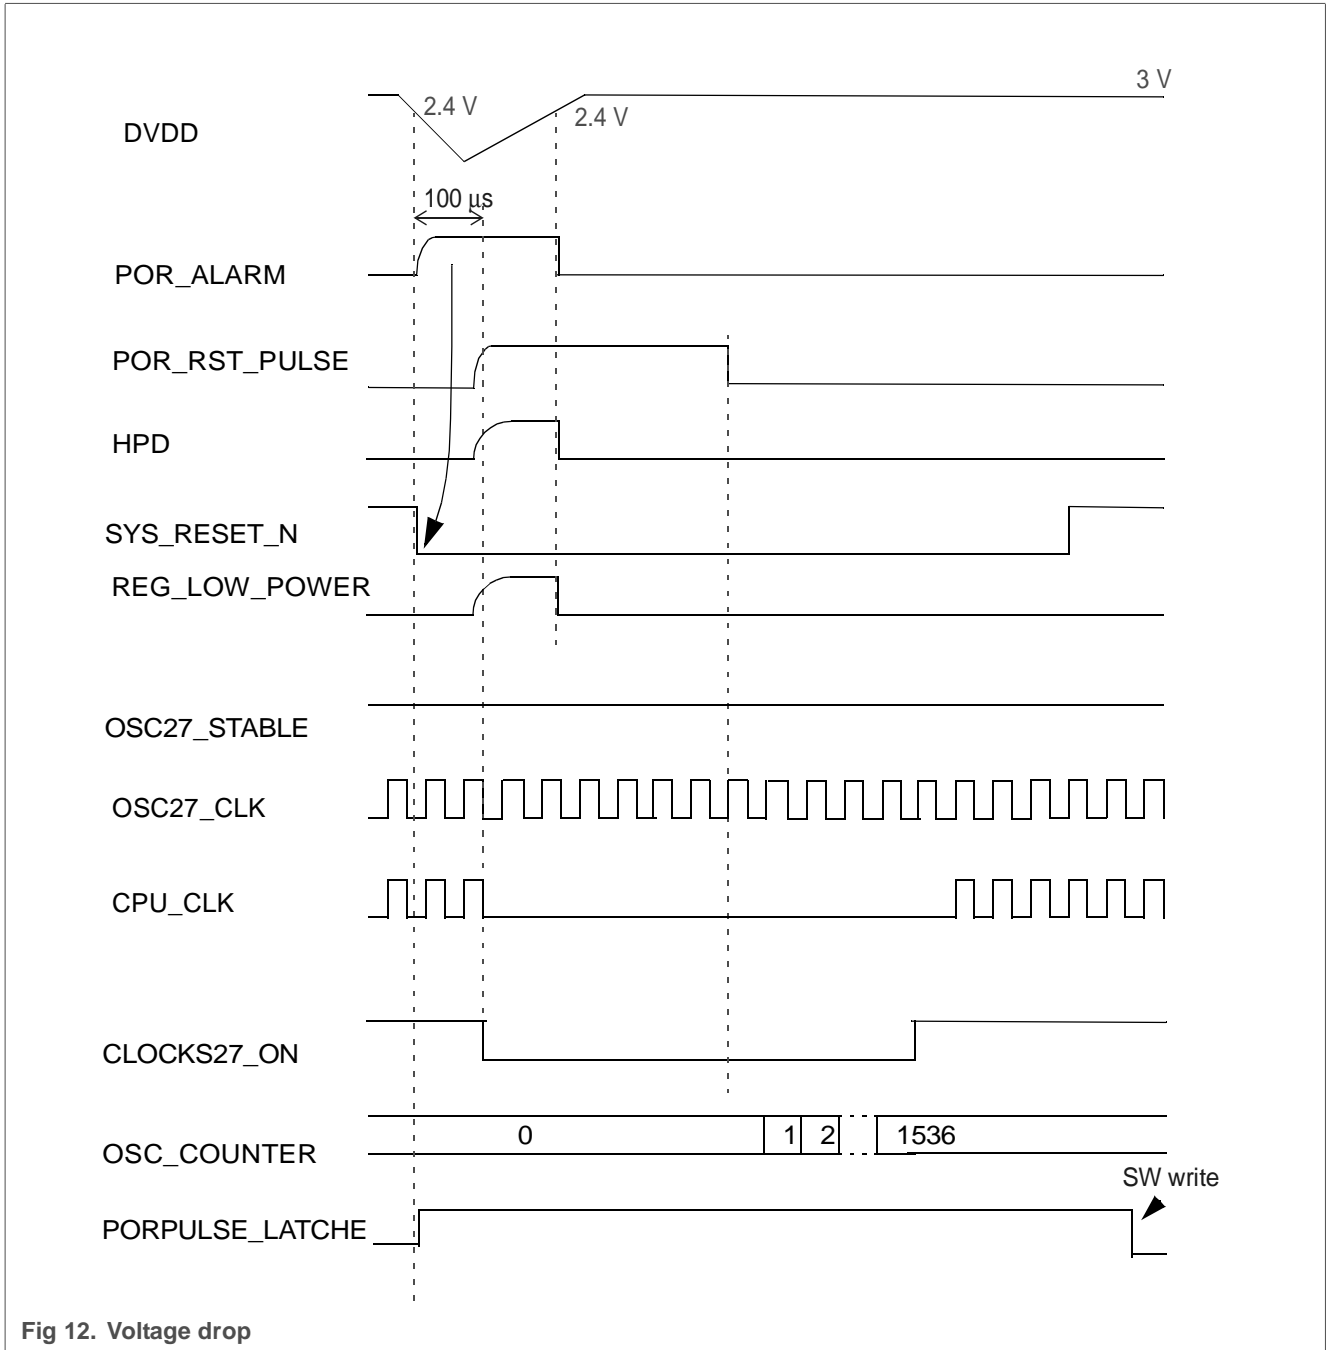 3 V
2.4 V
2.4 V
DVDD
100 µs
POR_ALARM
POR_RST_PULSE
HPD
SYS_RESET_N
REG_LOW_POWER
OSC27_STABLE
OSC27_CLK
CPU_CLK
CLOCKS27_ON
0 1 2 1536
OSC_COUNTER
SW write
PORPULSE_LATCHE
Fig 12. Voltage drop